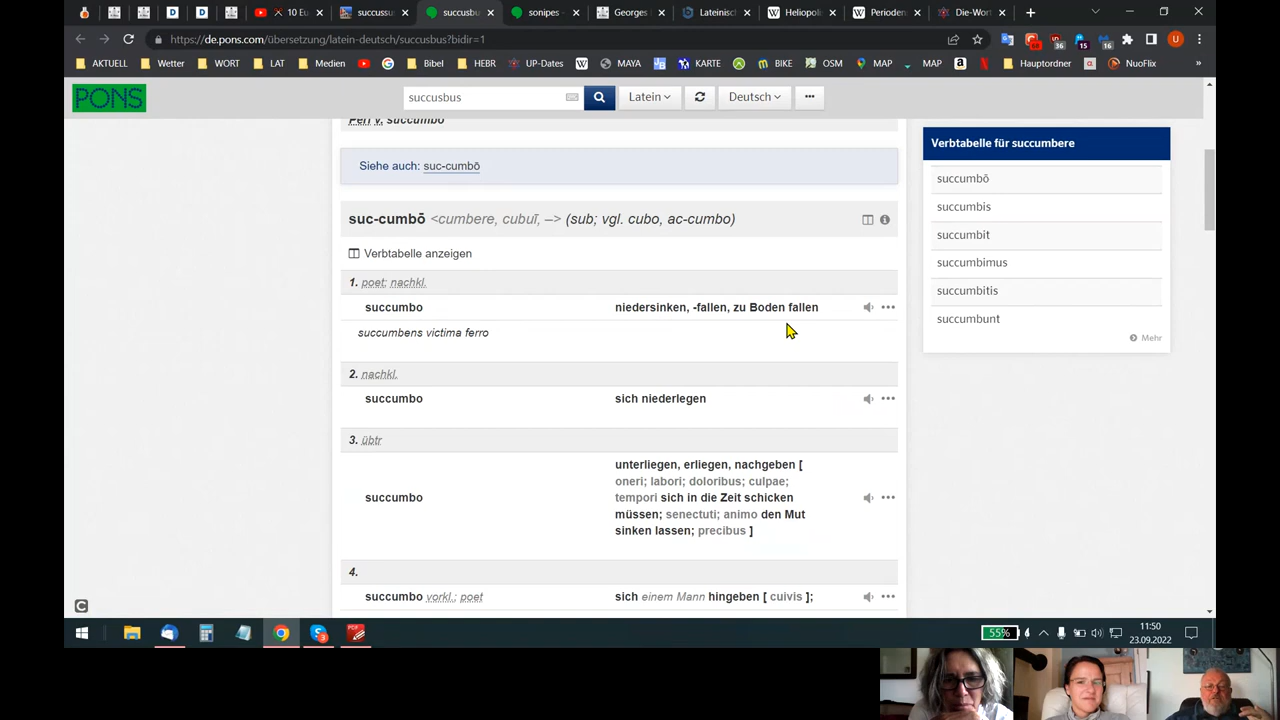 10 Eu
succussu
succusb
sonipes -
Georges
Lateinisch
Heliopola
Perioden
Die-Wort
https://de.pons.com/übersetzung/latein-deutsch/succusbus?bidir=1
AKTUELL
Wetter
WORT
LAT
Medien
Bibel
HEBR
UP-Dates
MAYA
KARTE
BIKE
OSM
MAP
MAP
Hauptordner
NuoFlix
»
PONS
succusbus
Latein
Deutsch
Perf v. succumbo
Siehe auch: suc-cumbō
suc-cumbō <cumbere, cubuī, –> (sub; vgl. cubo, ac-cumbo)
Verbtabelle anzeigen
1. poet; nachkl.
succumbo niedersinken, -fallen, zu Boden fallen
succumbens victima ferro
2. nachkl.
succumbo sich niederlegen
3. übtr
succumbo
unterliegen, erliegen, nachgeben [
oneri; labori; doloribus; culpae;
tempori sich in die Zeit schicken
müssen; senectuti; animo den Mut
sinken lassen; precibus ]
4.
succumbo vorkl.; poet sich einem Mann hingeben [ cuivis ];
Verbtabelle für succumbere
succumbō
succumbis
succumbit
succumbimus
succumbitis
succumbunt
Mehr
55%
11:50
23.09.2022